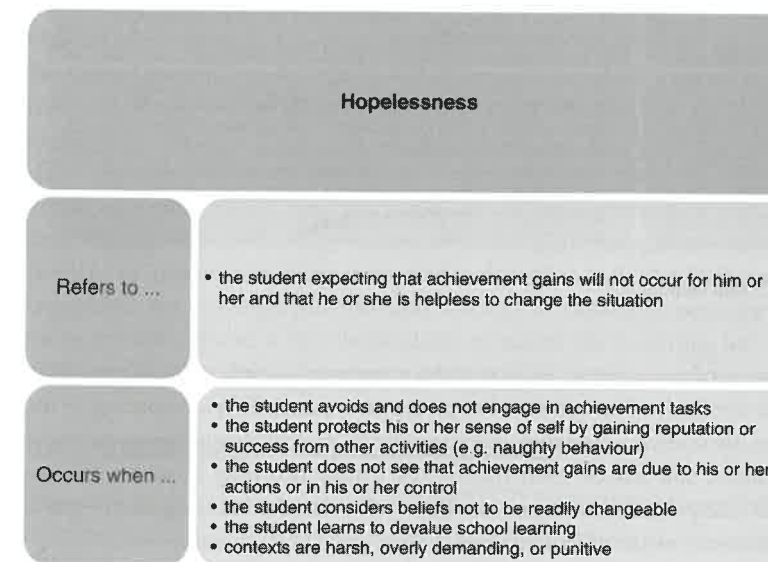 Hopelessness
Refers to ...
• the student expecting that achievement gains will not occur for him or
her and that he or she is helpless to change the situation
Occurs when ...
• the student avoids and does not engage in achievement tasks
• the student protects his or her sense of self by gaining reputation or
success from other activities (e.g. naughty behaviour)
• the student does not see that achievement gains are due to his or her
actions or in his or her control
• the student considers beliefs not to be readily changeable
• the student learns to devalue school learning
• contexts are harsh, overly demanding, or punitive